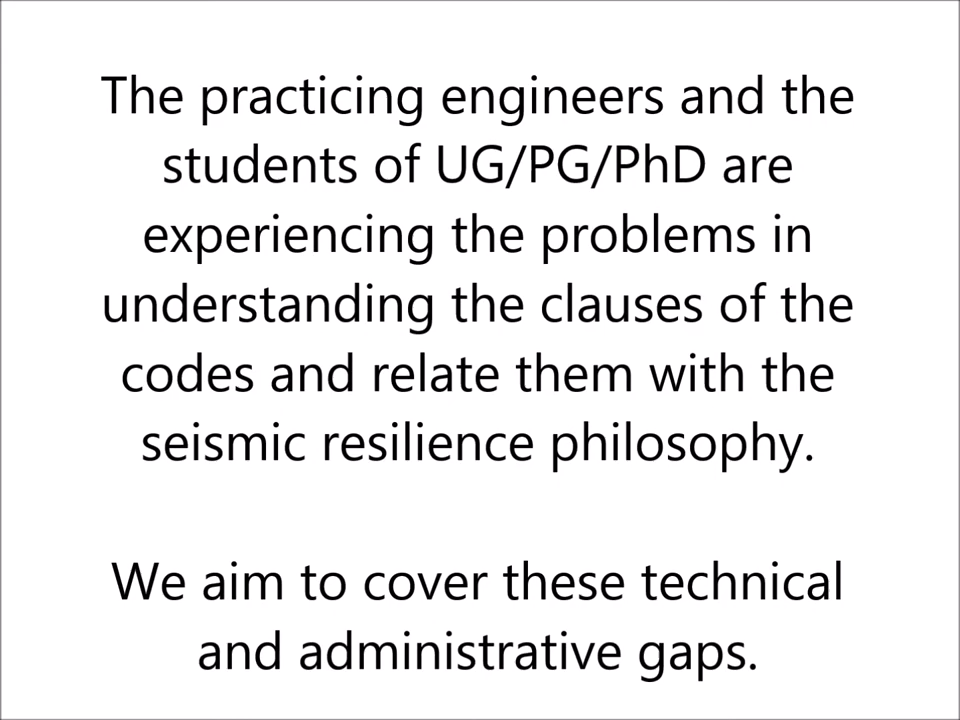 The practicing engineers and the
students of UG/PG/PhD are
experiencing the problems in
understanding the clauses of the
codes and relate them with the
seismic resilience philosophy.
We aim to cover these technical
and administrative gaps.